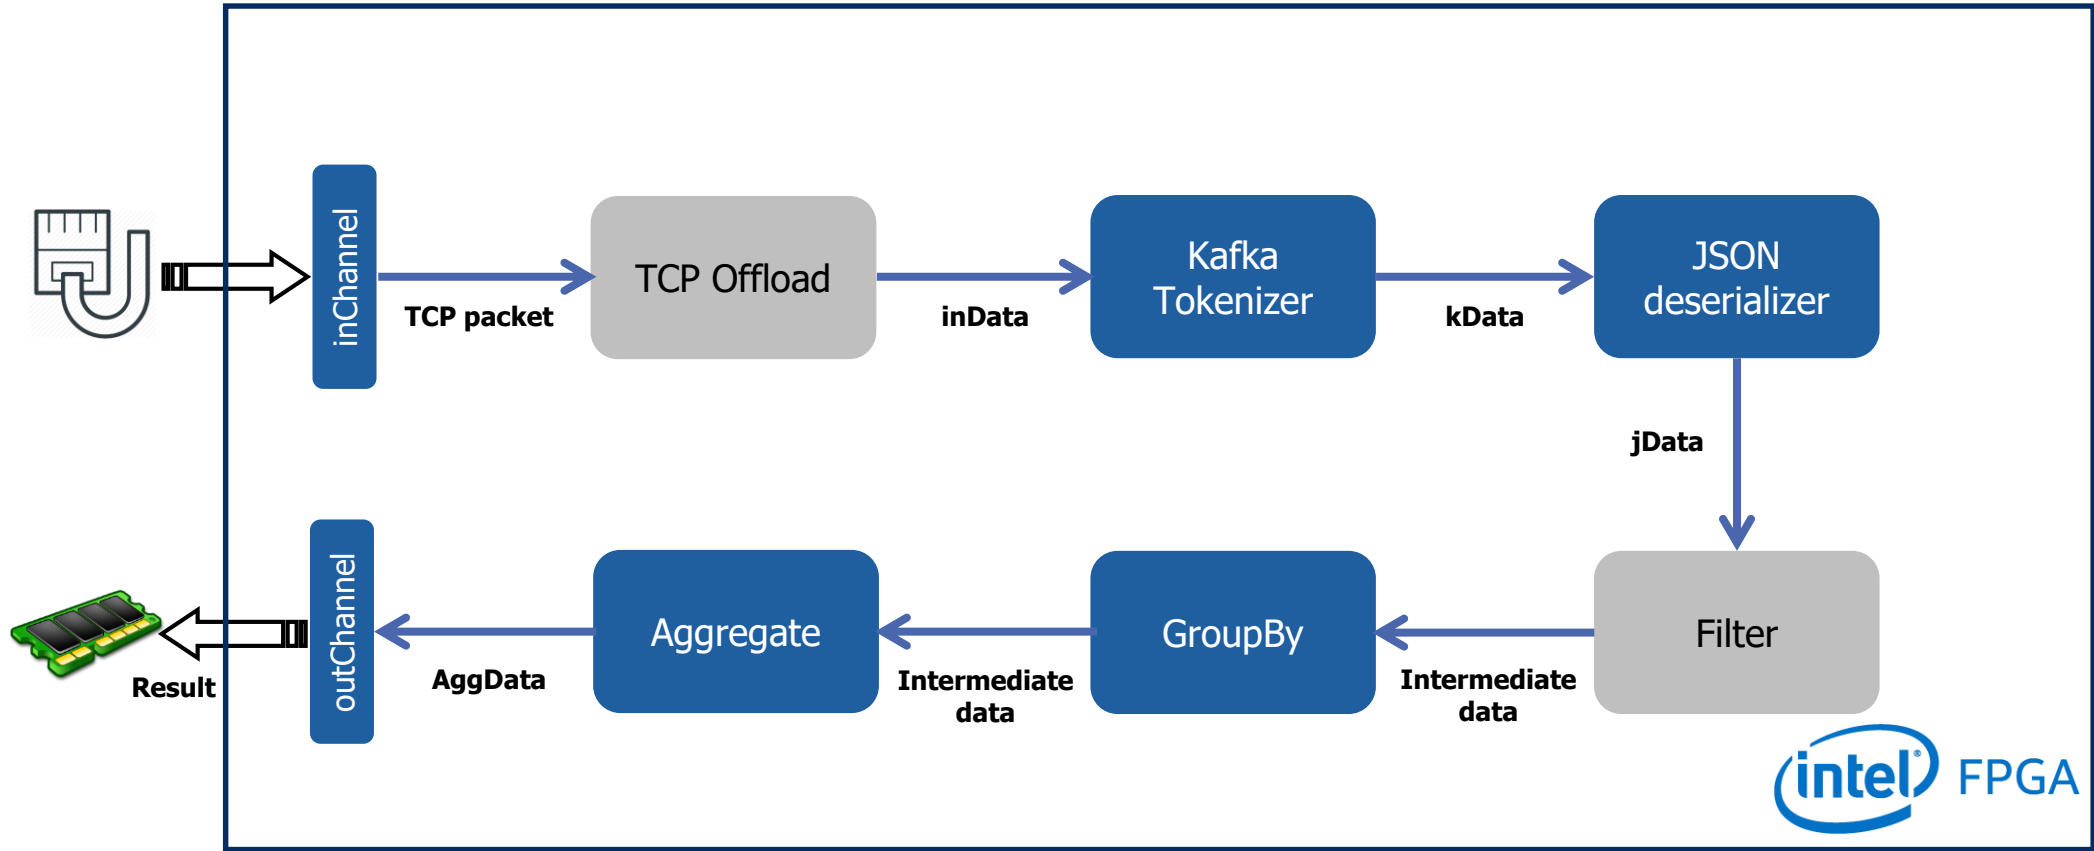 inChannel
TCP packet
TCP Offload
inData
Kafka
Tokenizer
kData
JSON
deserializer
jData
Filter
Intermediate
data
GroupBy
Intermediate
data
Aggregate
AggData
outChannel
Result
intel® FPGA